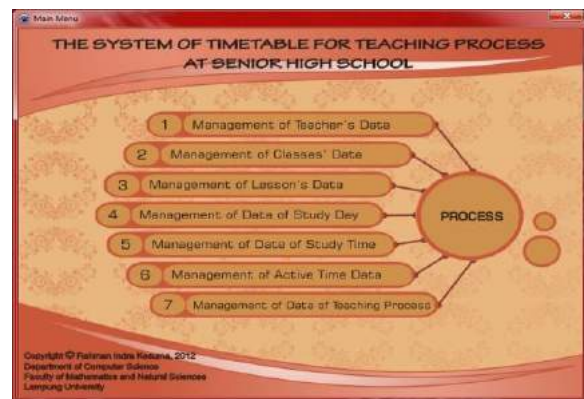 Main Menu
THE SYSTEM OF TIMETABLE FOR TEACHING PROCESS
AT SENIOR HIGH SCHOOL
1 Management of Teacher's Data
2 Management of Classes' Data
3 Management of Lesson's Data
4 Management of Data of Study Day
5 Management of Data of Study Time
6 Management of Active Time Data
7 Management of Data of Teaching Process
PROCESS
Copyright © Rahman Indra Kesuma, 2012
Department of Computer Science
Faculty of Mathematics and Natural Sciences
Lampung University